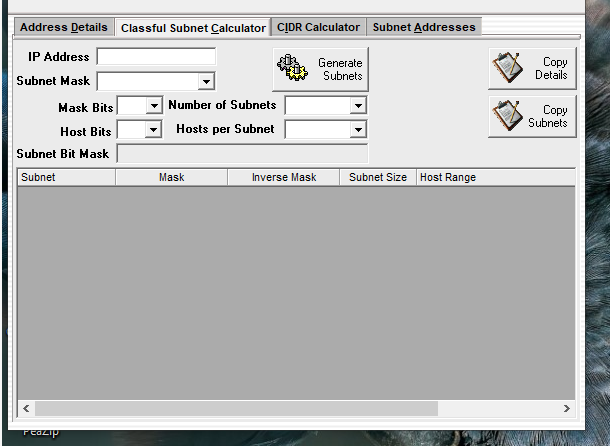 Address Details Classful Subnet Calculator CIDR Calculator Subnet Addresses
IP Address
Generate
Subnets
Copy
Details
Subnet Mask
Mask Bits Number of Subnets
Copy
Subnets
Host Bits Hosts per Subnet
Subnet Bit Mask
Subnet Mask Inverse Mask Subnet Size Host Range
PeaZip